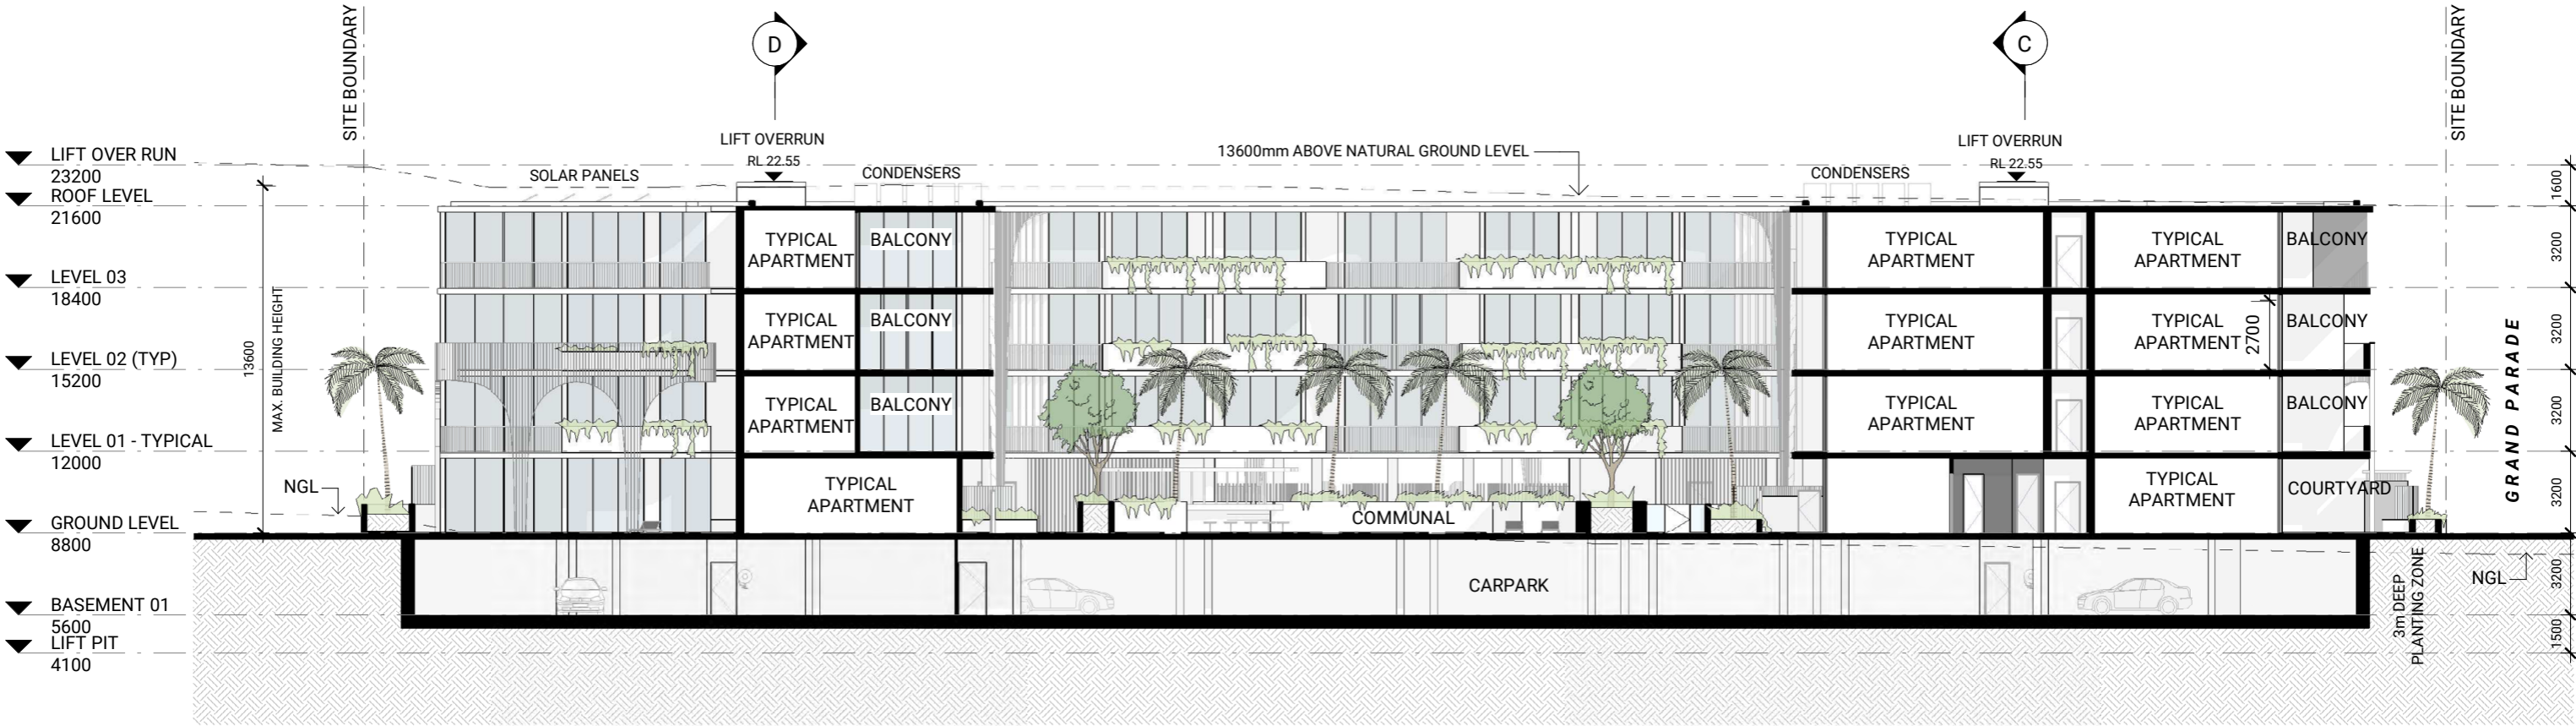 SITE BOUNDARY
D
C
SITE BOUNDARY
LIFT OVERRUN
RL 22.55
13600mm ABOVE NATURAL GROUND LEVEL
LIFT OVERRUN
RL 22.55
LIFT OVER RUN
23200
SOLAR PANELS
CONDENSERS
CONDENSERS
1600
ROOF LEVEL
21600
TYPICAL
APARTMENT
BALCONY
TYPICAL
APARTMENT
TYPICAL
APARTMENT
BALCONY
3200
LEVEL 03
18400
13600
MAX. BUILDING HEIGHT
TYPICAL
APARTMENT
BALCONY
TYPICAL
APARTMENT
TYPICAL
APARTMENT
2700
BALCONY
3200
LEVEL 02 (TYP)
15200
TYPICAL
APARTMENT
BALCONY
TYPICAL
APARTMENT
TYPICAL
APARTMENT
BALCONY
3200
GRAND PARADE
LEVEL 01 - TYPICAL
12000
NGL
TYPICAL
APARTMENT
COMMUNAL
TYPICAL
APARTMENT
COURTYARD
3200
GROUND LEVEL
8800
CARPARK
3m DEEP
PLANTING ZONE
NGL
3200
BASEMENT 01
5600
LIFT PIT
4100
1500